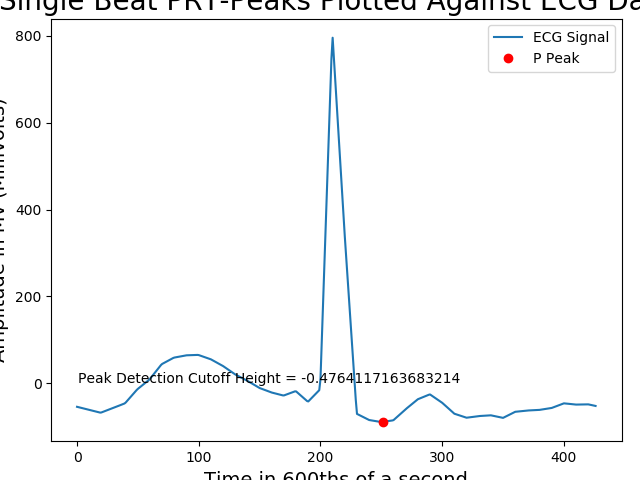 Single Beat PRT-Peaks Plotted Against ECG Da
ECG Signal
P Peak
Amplitude in MV (Millivolts)
800
600
400
200
0
Peak Detection Cutoff Height = -0.4764117163683214
0 100 200 300 400
Time in 600ths of a second